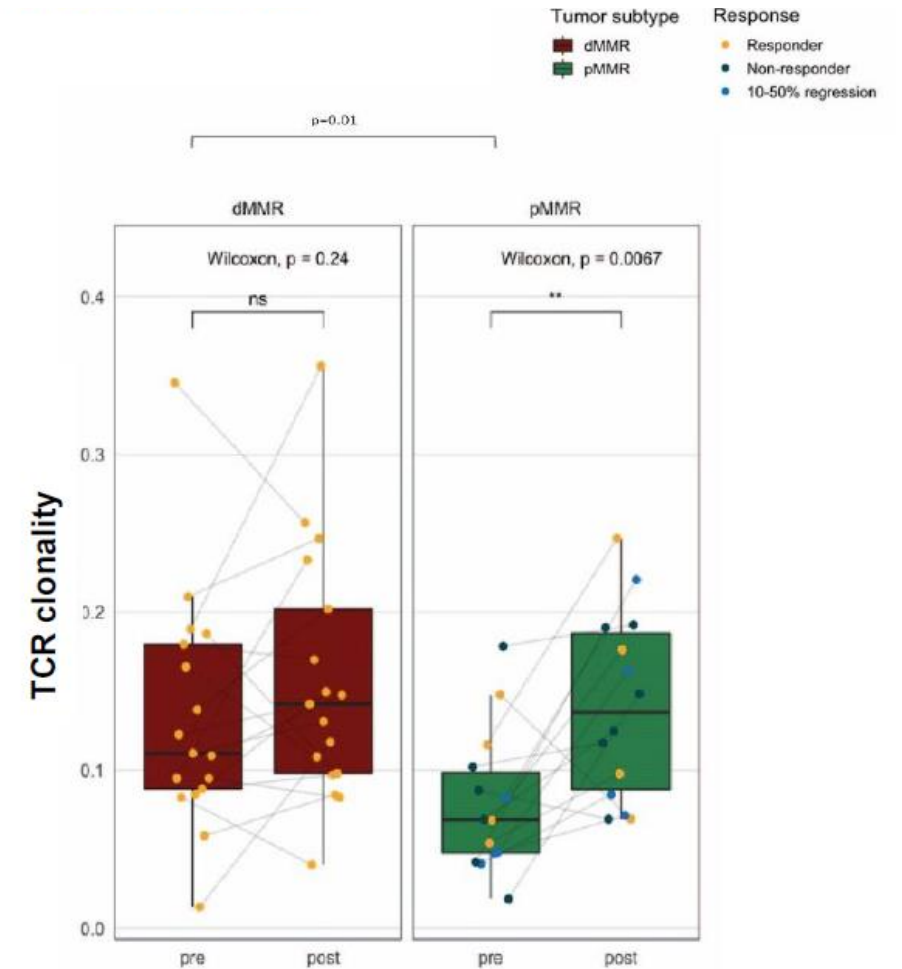 Tumor subtype
dMMR
pMMR
Response
Responder
Non-responder
10-50% regression
p=0.01
dMMR
pMMR
Wilcoxon, p = 0.24
Wilcoxon, p = 0.0067
ns
**
0.4
0.3
0.2
0.1
0.0
TCR clonality
pre
post
pre
post